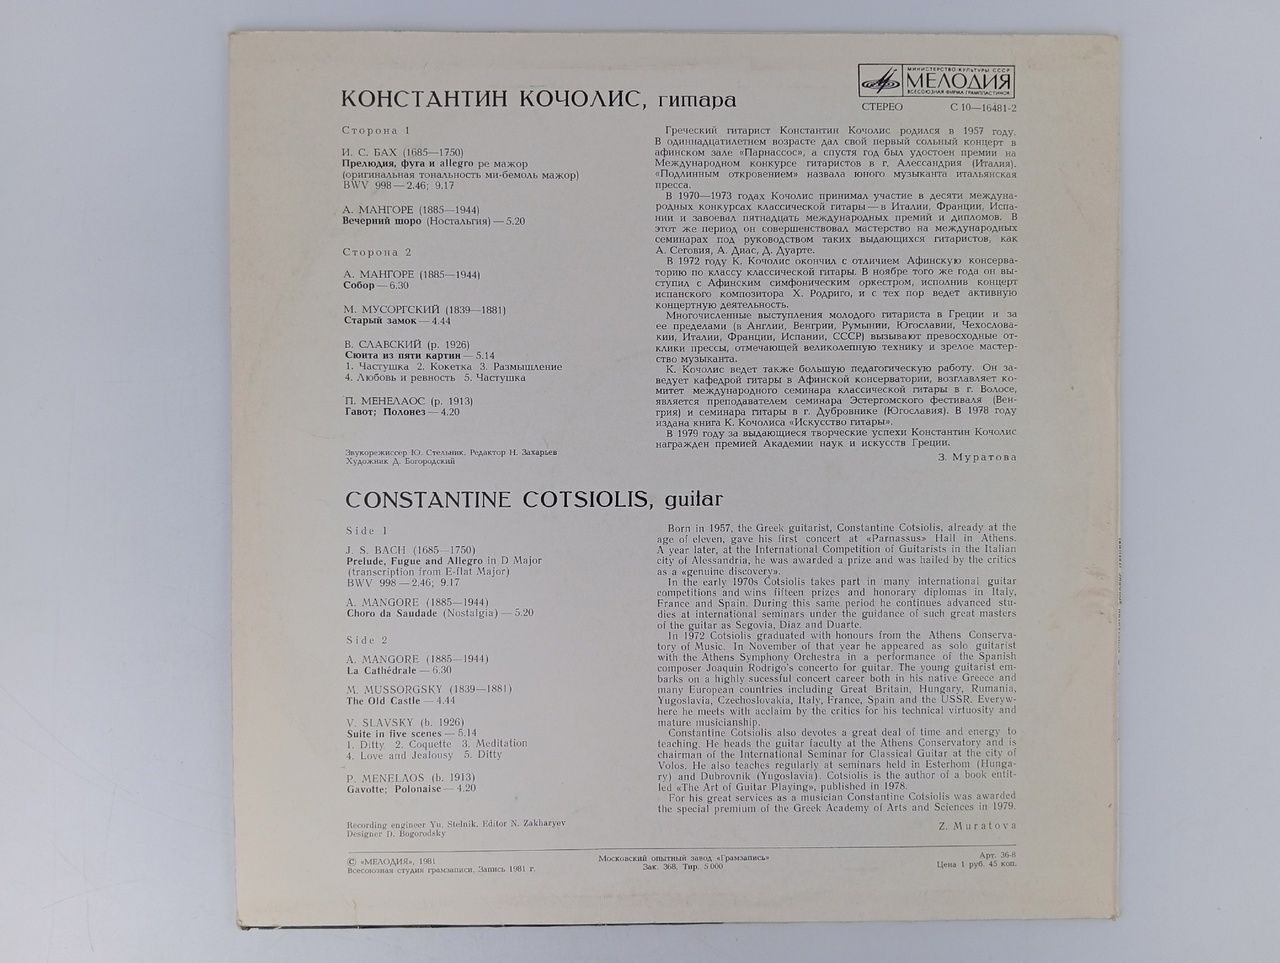 МИНИСТЕРСТВО КУЛЬТУРЫ СССР
МЕЛОДИЯ
ВСЕСОЮЗНАЯ ФИРМА ГРАМПЛАСТИНОК
СТЕРЕО С 10—16481-2
КОНСТАНТИН КОЧОЛИС, гитара
Сторона 1
И. С. БАХ (1685—1750)
Прелюдия, фуга и allegro ре мажор
(оригинальная тональность ми-бемоль мажор)
BWV 998 — 2.46; 9.17
А. МАНГОРЕ (1885—1944)
Вечерний шоро (Ностальгия) — 5.20
Сторона 2
А. МАНГОРЕ (1885—1944)
Собор — 6.30
М. МУСОРГСКИЙ (1839—1881)
Старый замок — 4.44
В. СЛАВСКИЙ (р. 1926)
Сюита из пяти картин — 5.14
1. Частушка 2. Кокетка 3. Размышление
4. Любовь и ревность 5. Частушка
П. МЕНЕЛАОС (р. 1913)
Гавот; Полонез — 4.20
Звукорежиссер Ю. Стельник. Редактор Н. Захарьев
Художник Д. Богородский
Греческий гитарист Константин Кочолис родился в 1957 году.
В одиннадцатилетнем возрасте дал свой первый сольный концерт в
афинском зале «Парнассос», а спустя год был удостоен премии на
Международном конкурсе гитаристов в г. Алессандрия (Италия).
«Подлинным откровением» назвала юного музыканта итальянская
пресса.
В 1970—1973 годах Кочолис принимал участие в десяти междуна-
родных конкурсах классической гитары — в Италии, Франции, Испа-
нии и завоевал пятнадцать международных премий и дипломов. В
этот же период он совершенствовал мастерство на международных
семинарах под руководством таких выдающихся гитаристов, как
А. Сеговия, А. Диас, Д. Дуарте.
В 1972 году К. Кочолис окончил с отличием Афинскую консерва-
торию по классу классической гитары. В ноябре того же года он вы-
ступил с Афинским симфоническим оркестром, исполнив концерт
испанского композитора Х. Родриго, и с тех пор ведет активную
концертную деятельность.
Многочисленные выступления молодого гитариста в Греции и за
ее пределами (в Англии, Венгрии, Румынии, Югославии, Чехослова-
кии, Италии, Франции, Испании, СССР) вызывают превосходные от-
клики прессы, отмечающей великолепную технику и зрелое мастер-
ство музыканта.
К. Кочолис ведет также большую педагогическую работу. Он за-
ведует кафедрой гитары в Афинской консерватории, возглавляет ко-
митет международного семинара классической гитары в г. Волосе,
является преподавателем семинара Эстергомского фестиваля (Вен-
грия) и семинара гитары в г. Дубровнике (Югославия). В 1978 году
издана книга К. Кочолиса «Искусство гитары».
В 1979 году за выдающиеся творческие успехи Константин Кочолис
награжден премией Академии наук и искусств Греции.
З. Муратова
CONSTANTINE COTSIOLIS, guitar
Side 1
J. S. BACH (1685—1750)
Prelude, Fugue and Allegro in D Major
(transcription from E-flat Major)
BWV 998 — 2.46; 9.17
A. MANGORE (1885—1944)
Choro da Saudade (Nostalgia) — 5.20
Side 2
A. MANGORE (1885—1944)
La Cathédrale — 6.30
M. MUSSORGSKY (1839—1881)
The Old Castle — 4.44
V. SLAVSKY (b. 1926)
Suite in five scenes — 5.14
1. Ditty 2. Coquette 3. Meditation
4. Love and Jealousy 5. Ditty
P. MENELAOS (b. 1913)
Gavotte; Polonaise — 4.20
Recording engineer Yu. Stelnik. Editor N. Zakharyev
Designer D. Bogorodsky
Born in 1957, the Greek guitarist, Constantine Cotsiolis, already at the
age of eleven, gave his first concert at «Parnassus» Hall in Athens.
A year later, at the International Competition of Guitarists in the Italian
city of Alessandria, he was awarded a prize and was hailed by the critics
as a «genuine discovery».
In the early 1970s Cotsiolis takes part in many international guitar
competitions and wins fifteen prizes and honorary diplomas in Italy,
France and Spain. During this same period he continues advanced stu-
dies at international seminars under the guidance of such great masters
of the guitar as Segovia, Diaz and Duarte.
In 1972 Cotsiolis graduated with honours from the Athens Conserva-
tory of Music. In November of that year he appeared as solo guitarist
with the Athens Symphony Orchestra in a performance of the Spanish
composer Joaquin Rodrigo's concerto for guitar. The young guitarist em-
barks on a highly sucessful concert career both in his native Greece and
many European countries including Great Britain, Hungary, Rumania,
Yugoslavia, Czechoslovakia, Italy, France, Spain and the USSR. Everyw-
here he meets with acclaim by the critics for his technical virtuosity and
mature musicianship.
Constantine Cotsiolis also devotes a great deal of time and energy to
teaching. He heads the guitar faculty at the Athens Conservatory and is
chairman of the International Seminar for Classical Guitar at the city of
Volos. He also teaches regularly at seminars held in Esterhom (Hunga-
ry) and Dubrovnik (Yugoslavia). Cotsiolis is the author of a book entit-
led «The Art of Guitar Playing», published in 1978.
For his great services as a musician Constantine Cotsiolis was awarded
the special premium of the Greek Academy of Arts and Sciences in 1979.
Z. Muratova
© «МЕЛОДИЯ», 1981
Всесоюзная студия грамзаписи. Запись 1981 г.
Московский опытный завод «Грамзапись»
Зак. 368. Тир. 5 000
Арт. 36-8
Цена 1 руб. 45 коп.